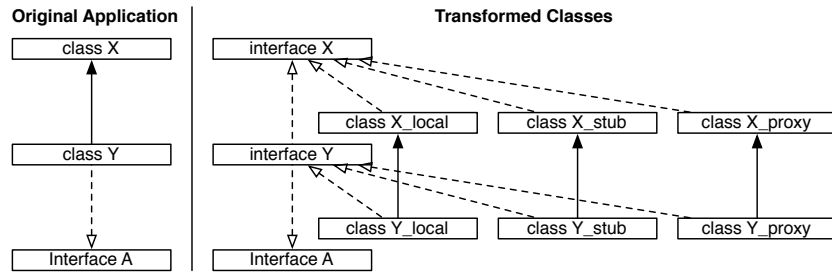 Original Application
Transformed Classes
class X
interface X
class X_local
class X_stub
class X_proxy
class Y
interface Y
class Y_local
class Y_stub
class Y_proxy
Interface A
Interface A